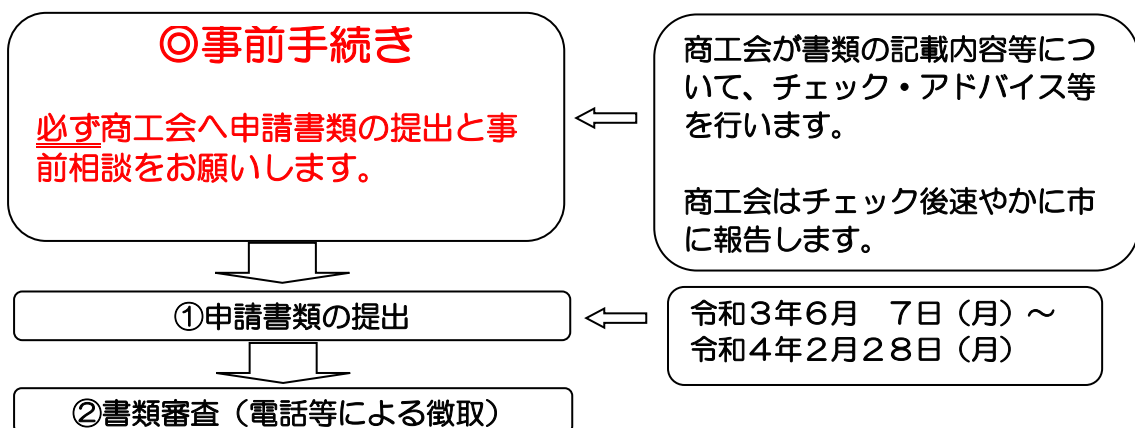 ◎事前手続き
必ず商工会へ申請書類の提出と事
前相談をお願いします。
商工会が書類の記載内容等につ
いて、チェック・アドバイス等
を行います。
商工会はチェック後速やかに市
に報告します。
①申請書類の提出
令和３年６月　７日（月）～
令和４年２月２８日（月）
②書類審査（電話等による徴取）